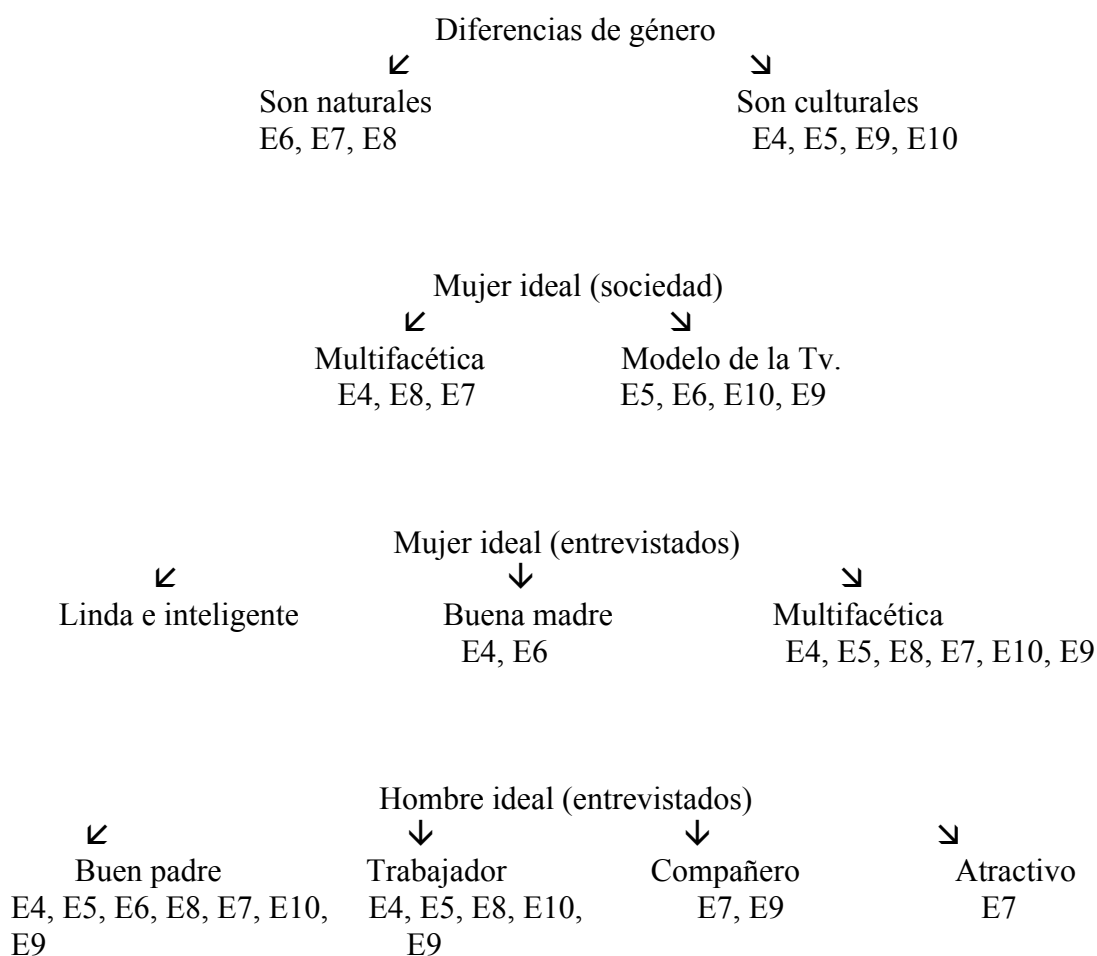 Diferencias de género
Son naturales Son culturales
E6, E7, E8 E4, E5, E9, E10
Mujer ideal (sociedad)
Multifacética Modelo de la Tv.
E4, E8, E7 E5, E6, E10, E9
Mujer ideal (entrevistados)
Linda e inteligente Buena madre Multifacética
E4, E6 E4, E5, E8, E7, E10, E9
Hombre ideal (entrevistados)
Buen padre Trabajador Compañero Atractivo
E4, E5, E6, E8, E7, E10, E4, E5, E8, E10, E7, E9 E7
E9 E9